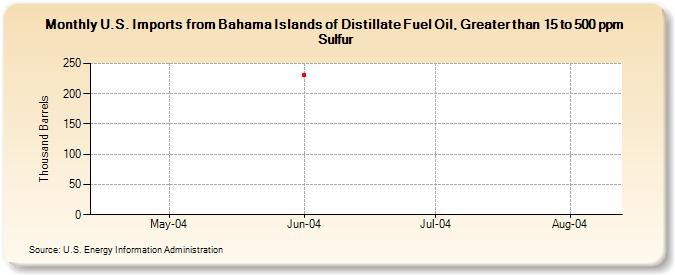 Monthly U.S. Imports from Bahama Islands of Distillate Fuel Oil, Greater than 15 to 500 ppm
Sulfur
Thousand Barrels
250
200
150
100
50
0
May-04
Jun-04
Jul-04
Aug-04
Source: U.S. Energy Information Administration